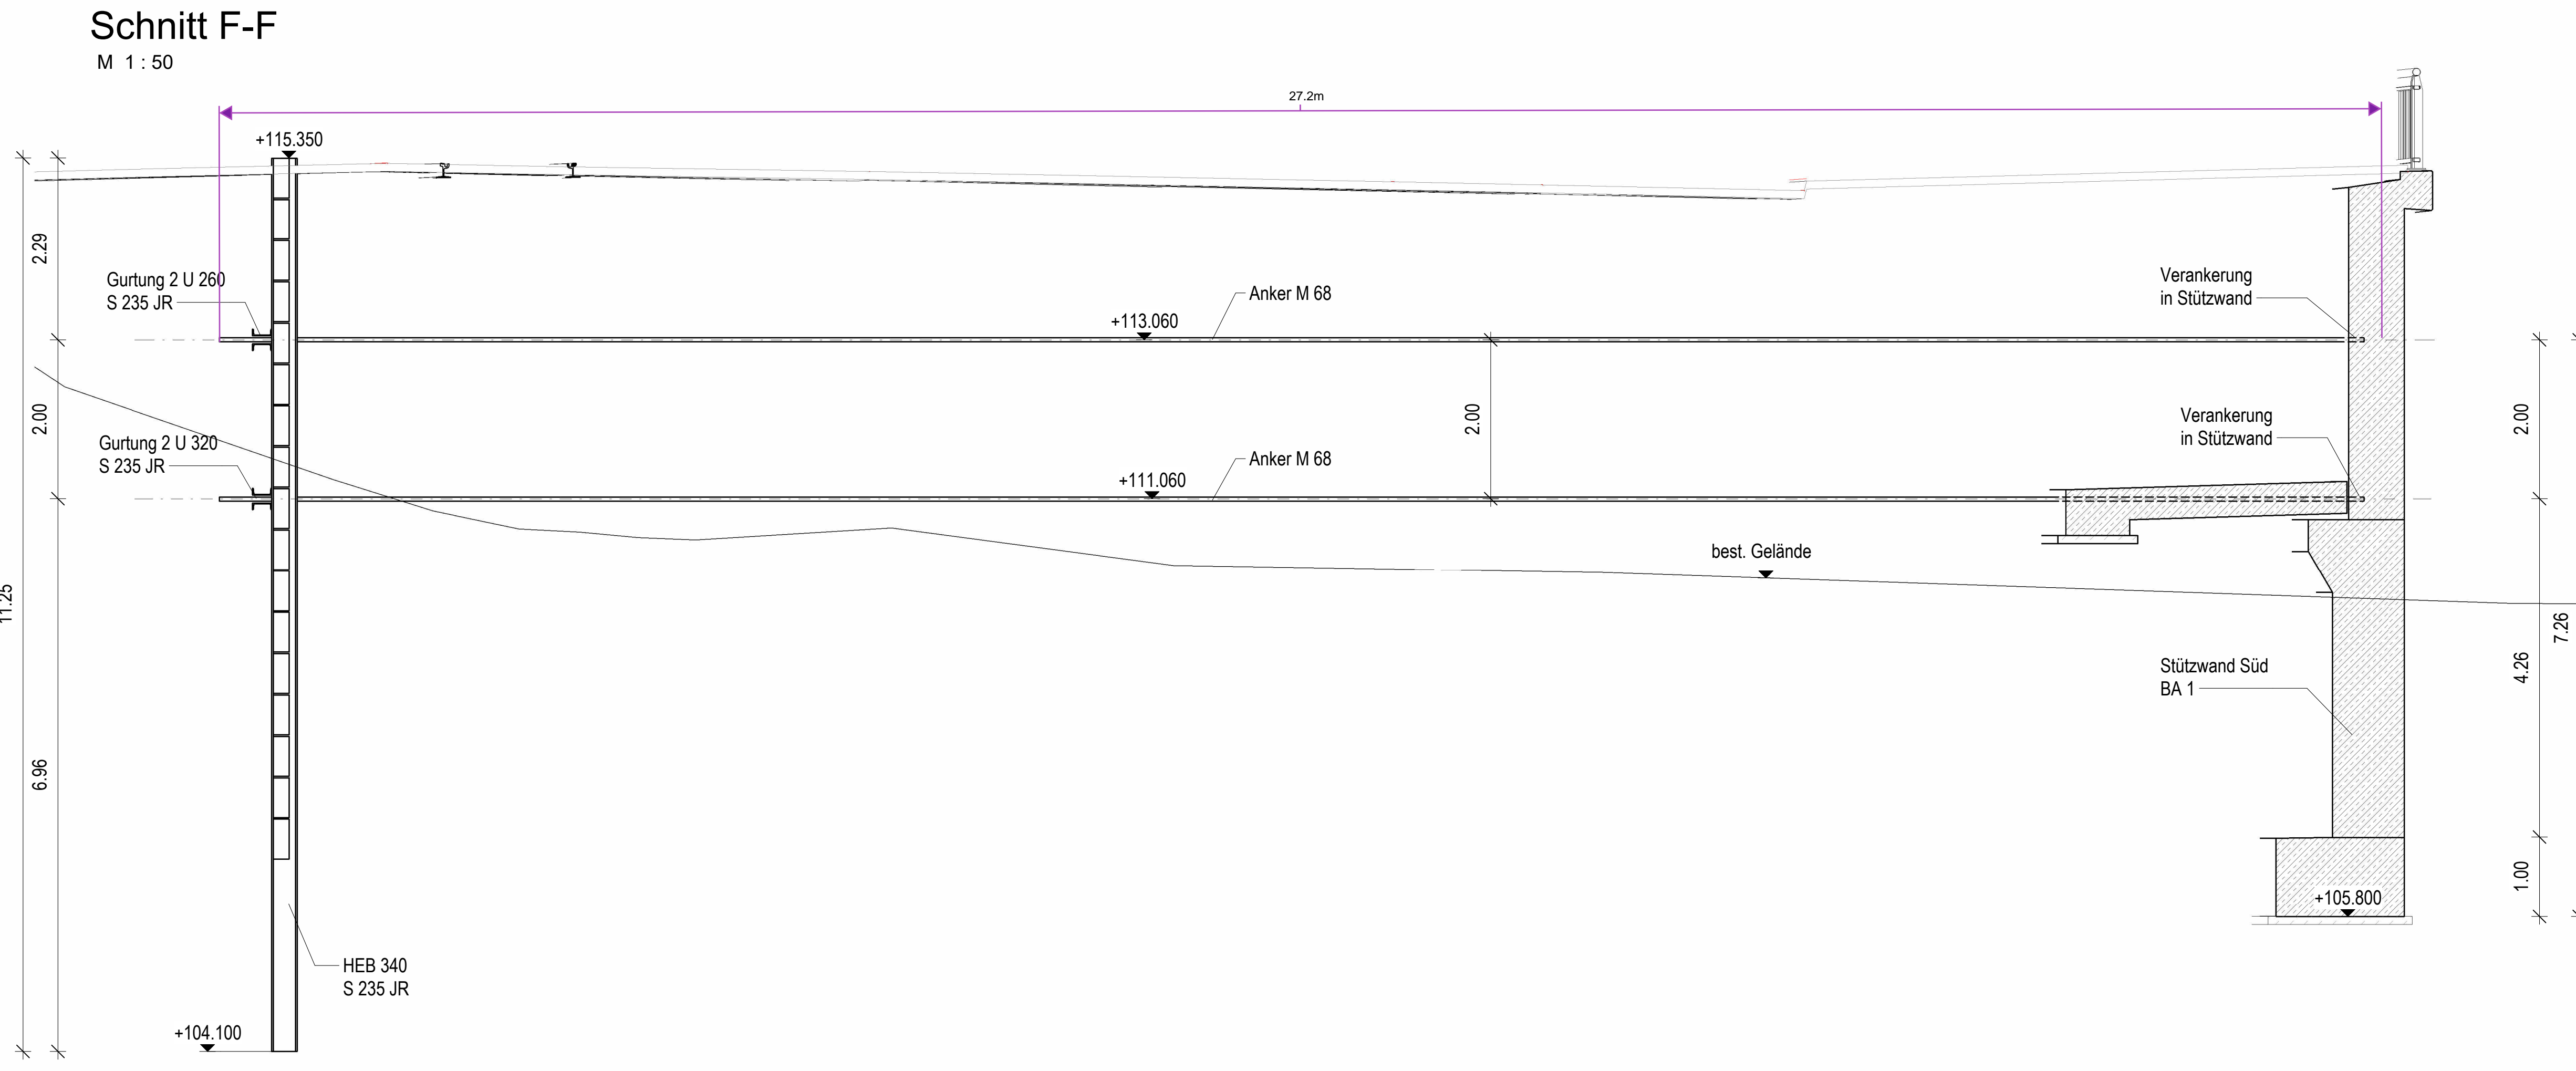 Schnitt F-F
M 1 : 50
27.2m
+115.350
2.29
Gurtung 2 U 260
S 235 JR
Anker M 68
+113.060
Verankerung
in Stützwand
2.00
2.00
2.00
Gurtung 2 U 320
S 235 JR
Anker M 68
+111.060
Verankerung
in Stützwand
best. Gelände
11.25
7.26
4.26
Stützwand Süd
BA 1
6.96
1.00
+105.800
HEB 340
S 235 JR
+104.100